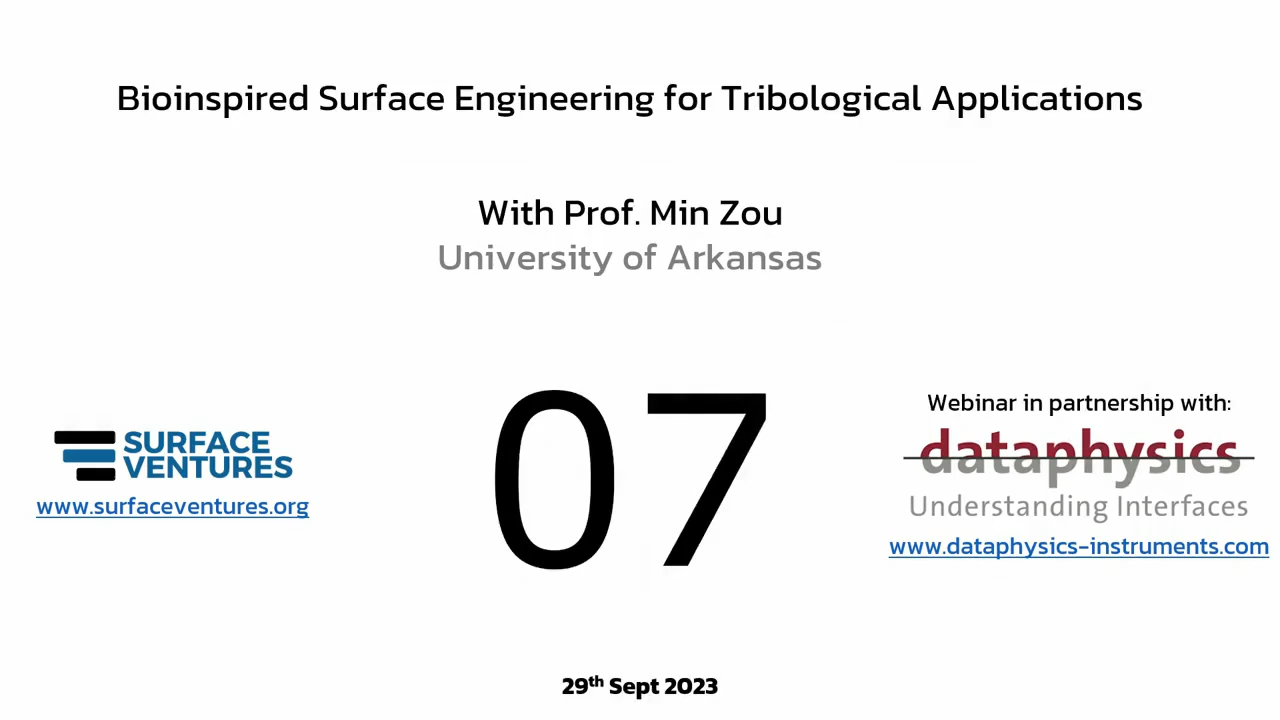 Bioinspired Surface Engineering for Tribological Applications
With Prof. Min Zou
University of Arkansas
07
SURFACE
VENTURES
www.surfaceventures.org
Webinar in partnership with:
dataphysics
Understanding Interfaces
www.dataphysics-instruments.com
29th Sept 2023